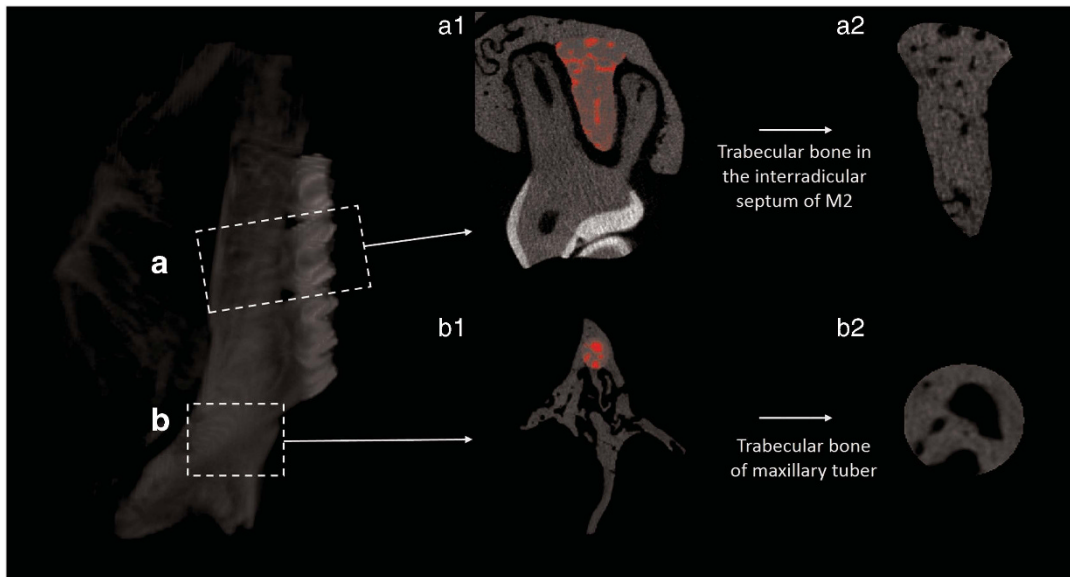 a1
a2
Trabecular bone in
the interradicular
septum of M2
a
b1
b2
b
Trabecular bone
of maxillary tuber